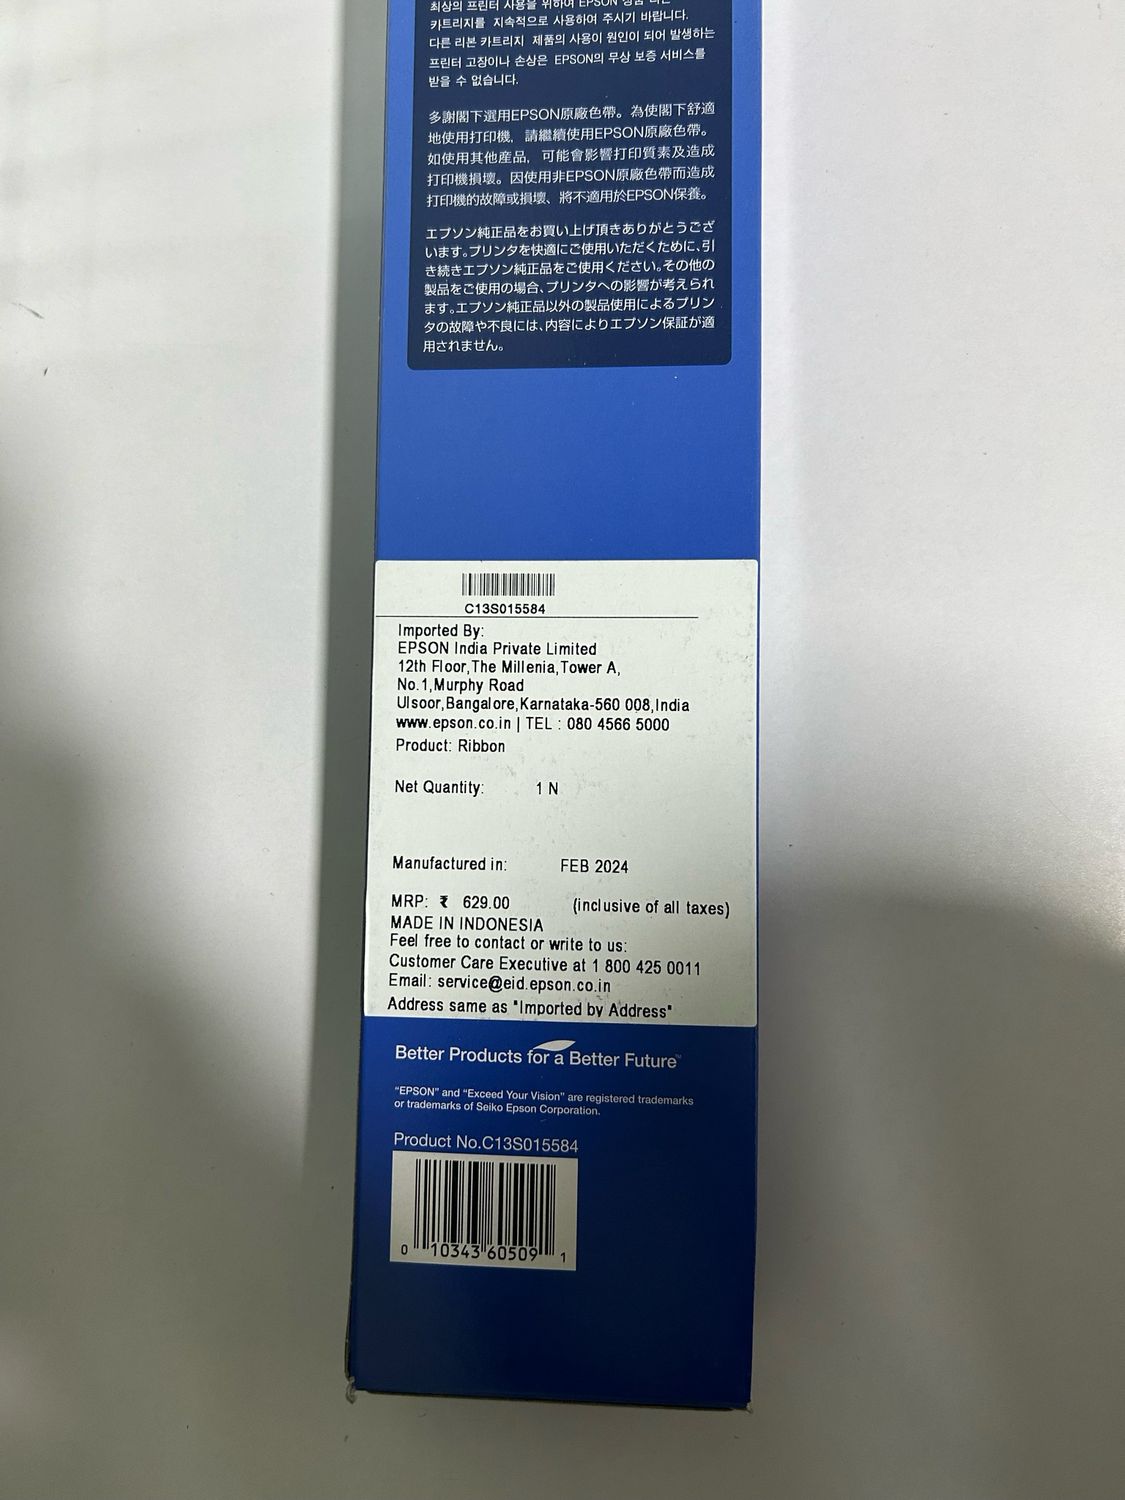 최상의 프린터 사용을 위하여 EPSON 정품 리본
카트리지를 지속적으로 사용하여 주시기 바랍니다.
다른 리본 카트리지 제품의 사용이 원인이 되어 발생하는
프린터 고장이나 손상은 EPSON의 무상 보증 서비스를
받을 수 없습니다.
多謝閣下選用EPSON原廠色帶。為使閣下舒適
地使用打印機，請繼續使用EPSON原廠色帶。
如使用其他産品，可能會影響打印質素及造成
打印機損壞。因使用非EPSON原廠色帶而造成
打印機的故障或損壞、將不適用於EPSON保養。
エプソン純正品をお買い上げ頂きありがとうござ
います。プリンタを快適にご使用いただくために、引
き続きエプソン純正品をご使用ください。その他の
製品をご使用の場合、プリンタへの影響が考えられ
ます。エプソン純正品以外の製品使用によるプリン
タの故障や不良には、内容によりエプソン保証が適
用されません。
C13S015584
Imported By:
EPSON India Private Limited
12th Floor,The Millenia,Tower A,
No.1,Murphy Road
Ulsoor,Bangalore,Karnataka-560 008,India
www.epson.co.in | TEL : 080 4566 5000
Product: Ribbon
Net Quantity: 1 N
Manufactured in: FEB 2024
MRP: ₹ 629.00 (inclusive of all taxes)
MADE IN INDONESIA
Feel free to contact or write to us:
Customer Care Executive at 1 800 425 0011
Email: service@eid.epson.co.in
Address same as "Imported by Address"
Better Products for a Better Future™
"EPSON" and "Exceed Your Vision" are registered trademarks
or trademarks of Seiko Epson Corporation.
Product No.C13S015584
0 10343 60509 1